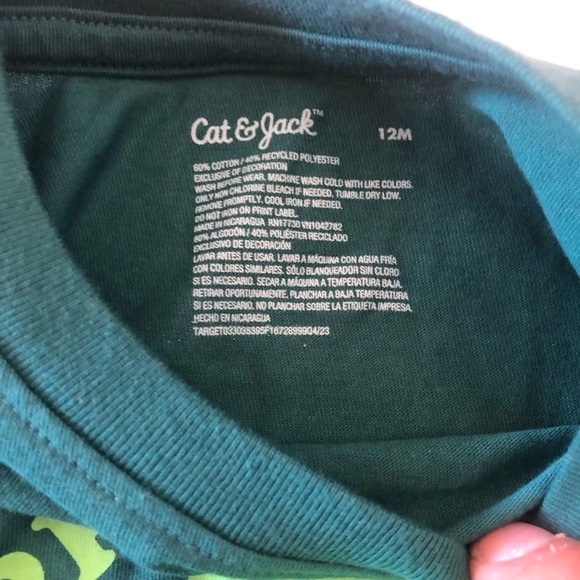 Cat & Jack™ 12M
60% COTTON / 40% RECYCLED POLYESTER
EXCLUSIVE OF DECORATION
WASH BEFORE WEAR. MACHINE WASH COLD WITH LIKE COLORS.
ONLY NON CHLORINE BLEACH IF NEEDED. TUMBLE DRY LOW.
REMOVE PROMPTLY. COOL IRON IF NEEDED.
DO NOT IRON ON PRINT LABEL.
MADE IN NICARAGUA RN17730 VN1042762
60% ALGODÓN / 40% POLIÉSTER RECICLADO
EXCLUSIVO DE DECORACIÓN
LAVAR ANTES DE USAR. LAVAR A MÁQUINA CON AGUA FRÍA
CON COLORES SIMILARES. SÓLO BLANQUEADOR SIN CLORO
SI ES NECESARIO. SECAR A MÁQUINA A TEMPERATURA BAJA.
RETIRAR OPORTUNAMENTE. PLANCHAR A BAJA TEMPERATURA
SI ES NECESARIO. NO PLANCHAR SOBRE LA ETIQUETA IMPRESA.
HECHO EN NICARAGUA